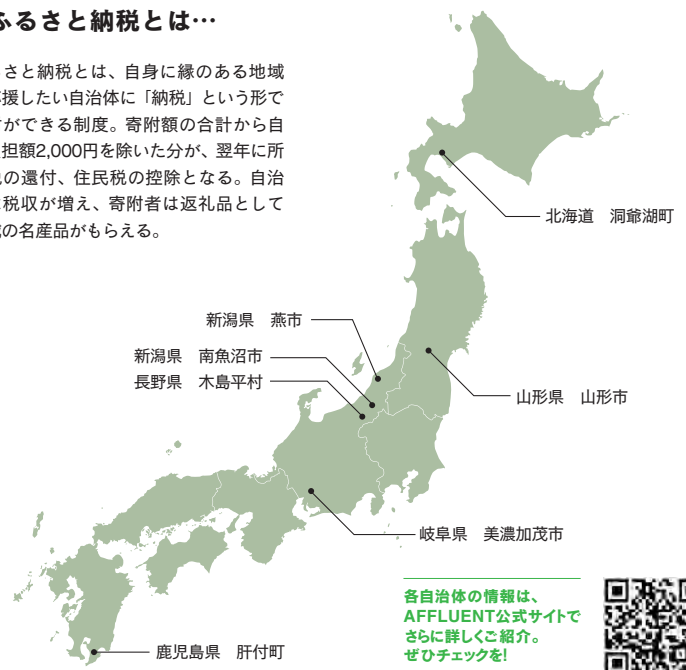 ふるさと納税とは…
さと納税とは、自身に縁のある地域
援したい自治体に「納税」という形で
ができる制度。寄附額の合計から自
担額2,000円を除いた分が、翌年に所
の還付、住民税の控除となる。自治
税収が増え、寄附者は返礼品として
の名産品がもらえる。
北海道 洞爺湖町
新潟県 燕市
新潟県 南魚沼市
長野県 木島平村
山形県 山形市
岐阜県 美濃加茂市
各自治体の情報は、
AFFLUENT公式サイトで
さらに詳しくご紹介。
ぜひチェックを!
鹿児島県 肝付町